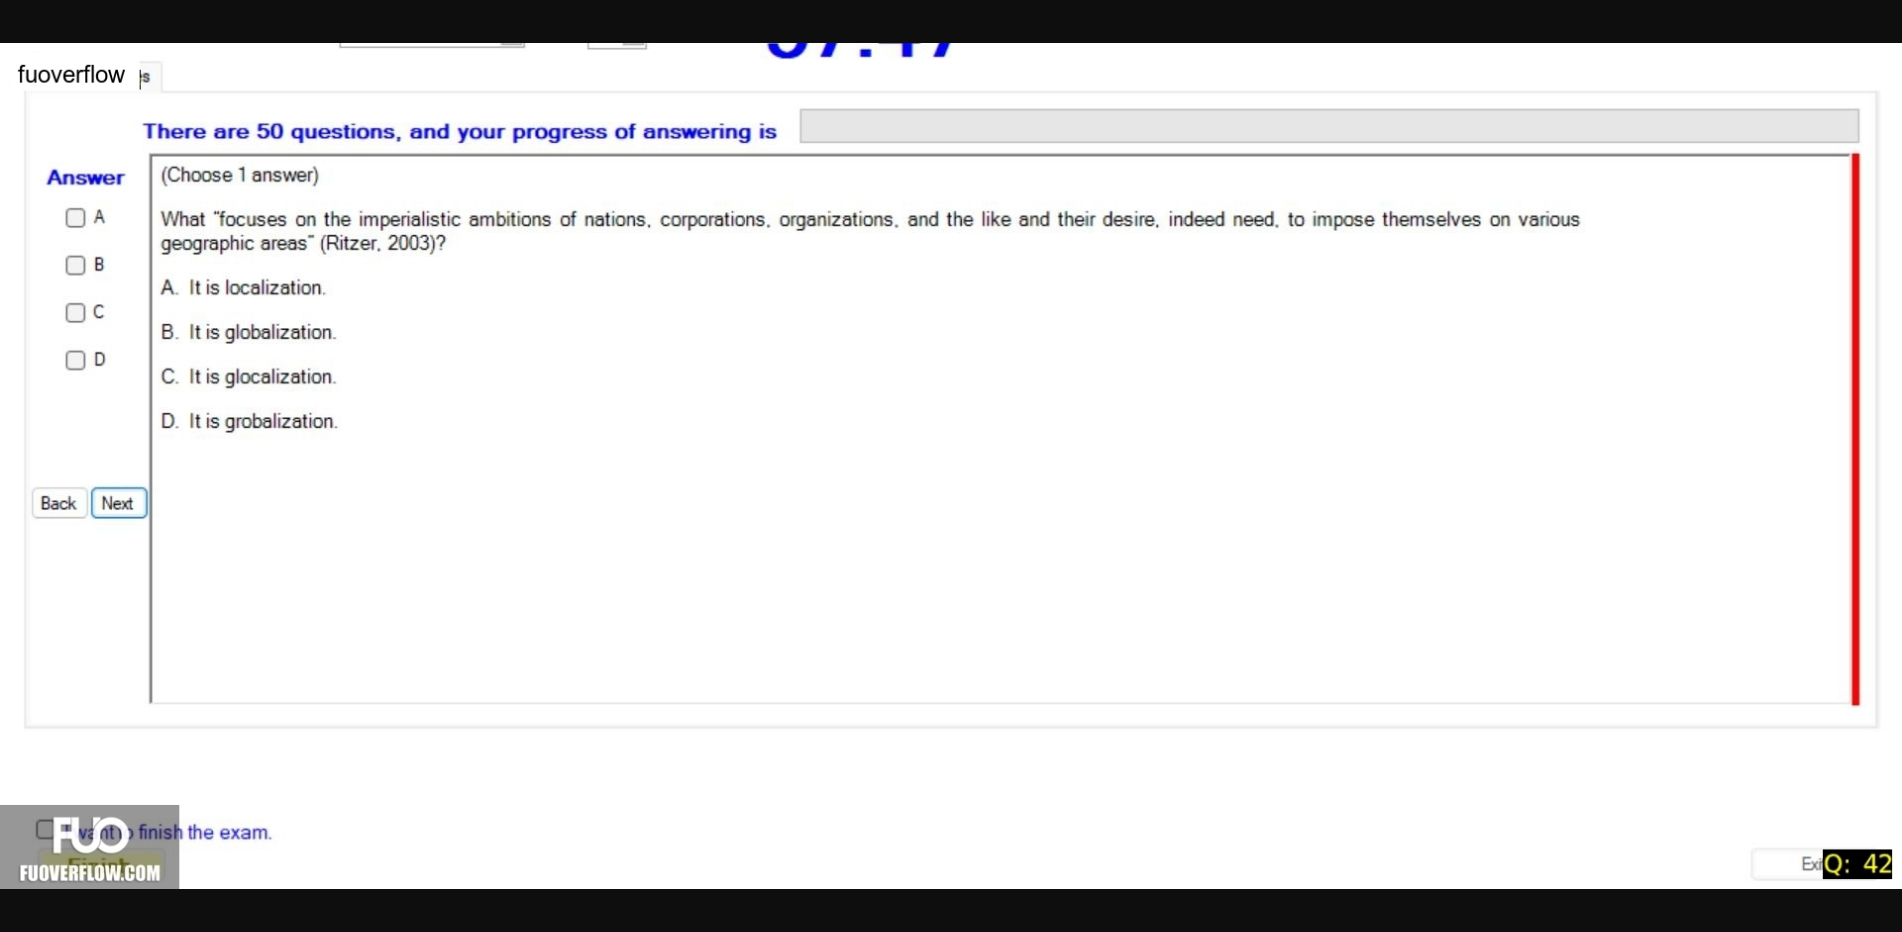 fuoverflow
There are 50 questions, and your progress of answering is
Answer
(Choose 1 answer)
A
What "focuses on the imperialistic ambitions of nations, corporations, organizations, and the like and their desire, indeed need, to impose themselves on various
geographic areas" (Ritzer, 2003)?
B
A. It is localization.
C
B. It is globalization.
D
C. It is glocalization.
D. It is grobalization.
Back Next
finish the exam.
FUO
FUOVERFLOW.COM
Q: 42